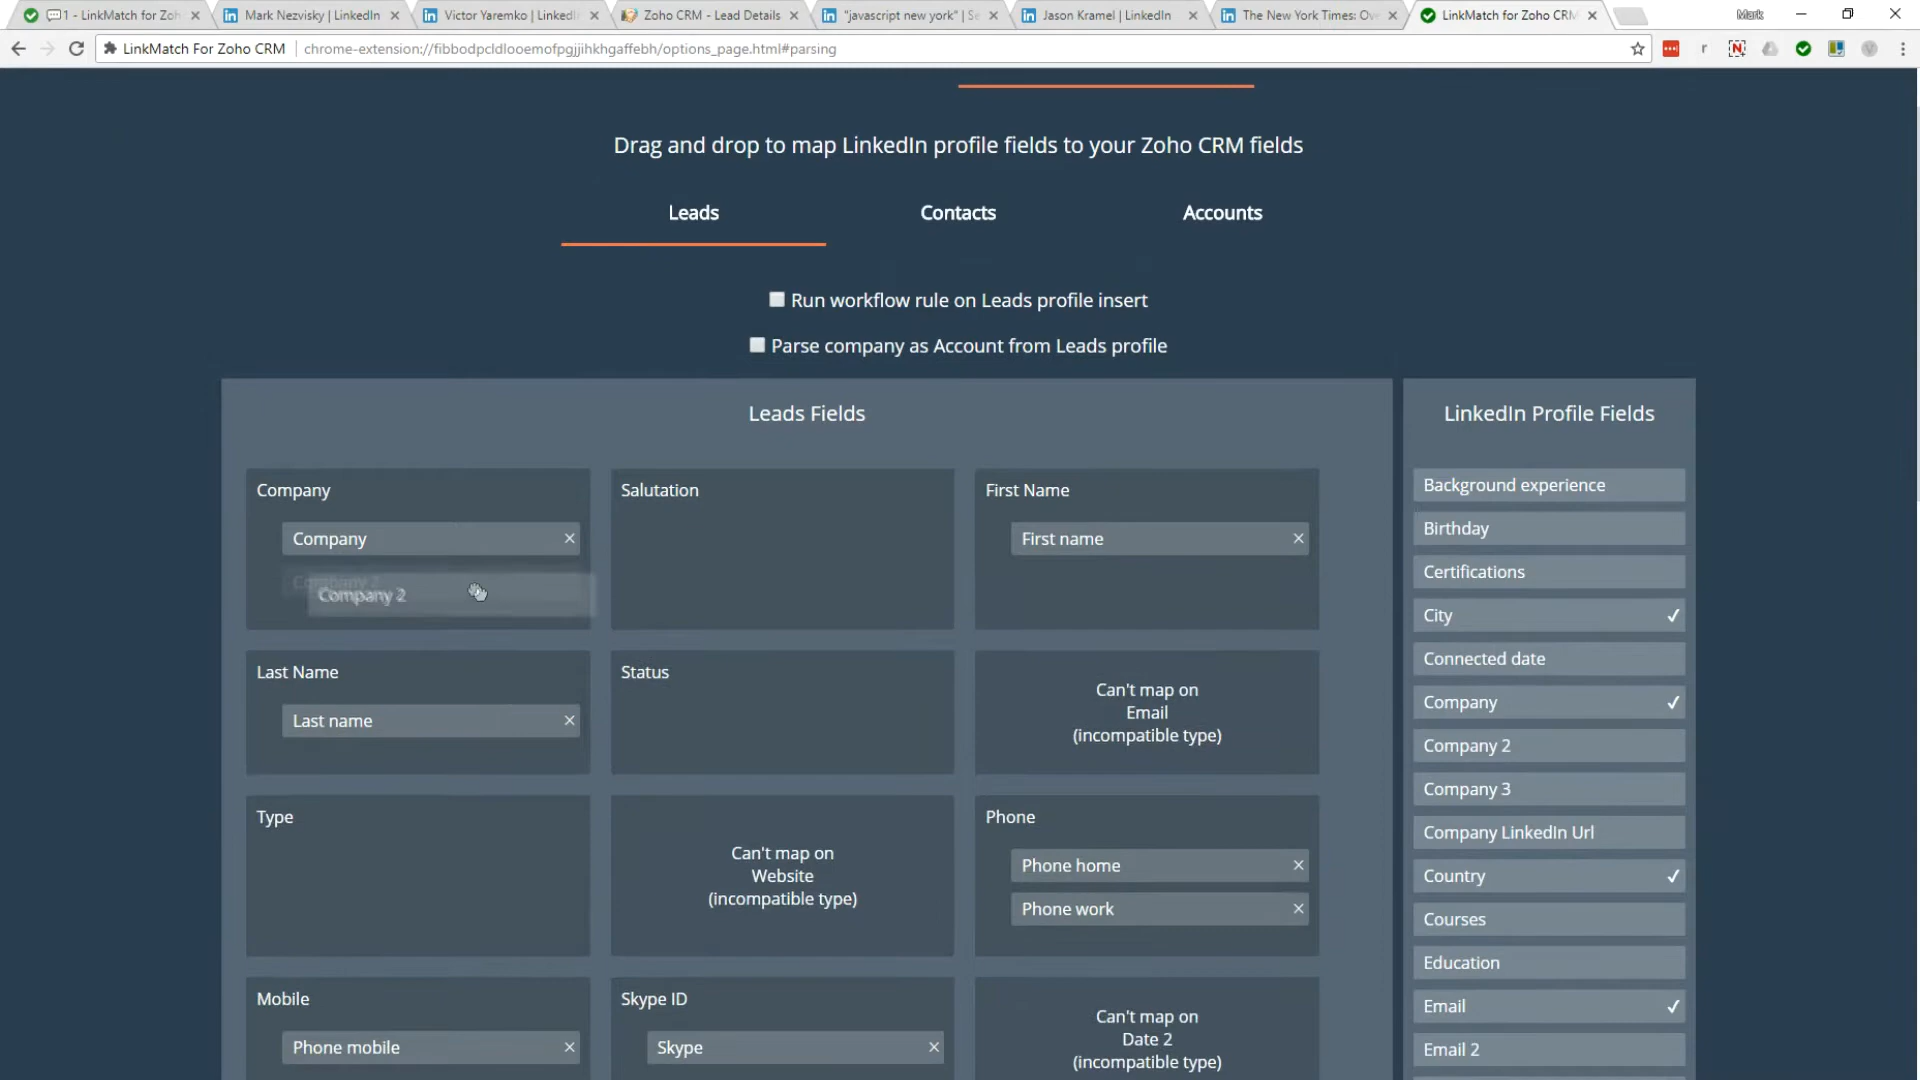 1 - LinkMatch for Zoh
Mark Nezvisky | LinkedIn
Victor Yaremko | LinkedIn
Zoho CRM - Lead Details
"javascript new york" | Se
Jason Kramel | LinkedIn
The New York Times: Ove
LinkMatch for Zoho CRM
Mark
LinkMatch For Zoho CRM
chrome-extension://fibbodpcldlooemofpgjjihkhgaffebh/options_page.html#parsing
Drag and drop to map LinkedIn profile fields to your Zoho CRM fields
Leads
Contacts
Accounts
Run workflow rule on Leads profile insert
Parse company as Account from Leads profile
Leads Fields
Company
Company
Company 2
Company 2
Salutation
First Name
First name
Last Name
Last name
Status
Can't map on
Email
(incompatible type)
Type
Can't map on
Website
(incompatible type)
Phone
Phone home
Phone work
Mobile
Phone mobile
Skype ID
Skype
Can't map on
Date 2
(incompatible type)
LinkedIn Profile Fields
Background experience
Birthday
Certifications
City
Connected date
Company
Company 2
Company 3
Company LinkedIn Url
Country
Courses
Education
Email
Email 2